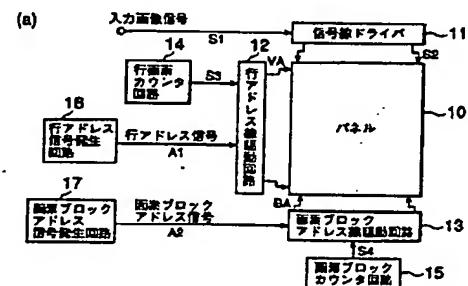 (a)
入力画像信号
S1
信号線ドライバ
11
14
行画面
カウンタ
回路
S3
12
VA
S2
行アドレス線駆動回路
パネル
10
16
行アドレス
信号発生
回路
行アドレス信号
A1
17
画素ブロック
アドレス
信号発生回路
画素ブロック
アドレス信号
A2
BA
画素ブロック
アドレス線駆動回路
13
S4
画素ブロック
カウンタ回路
15